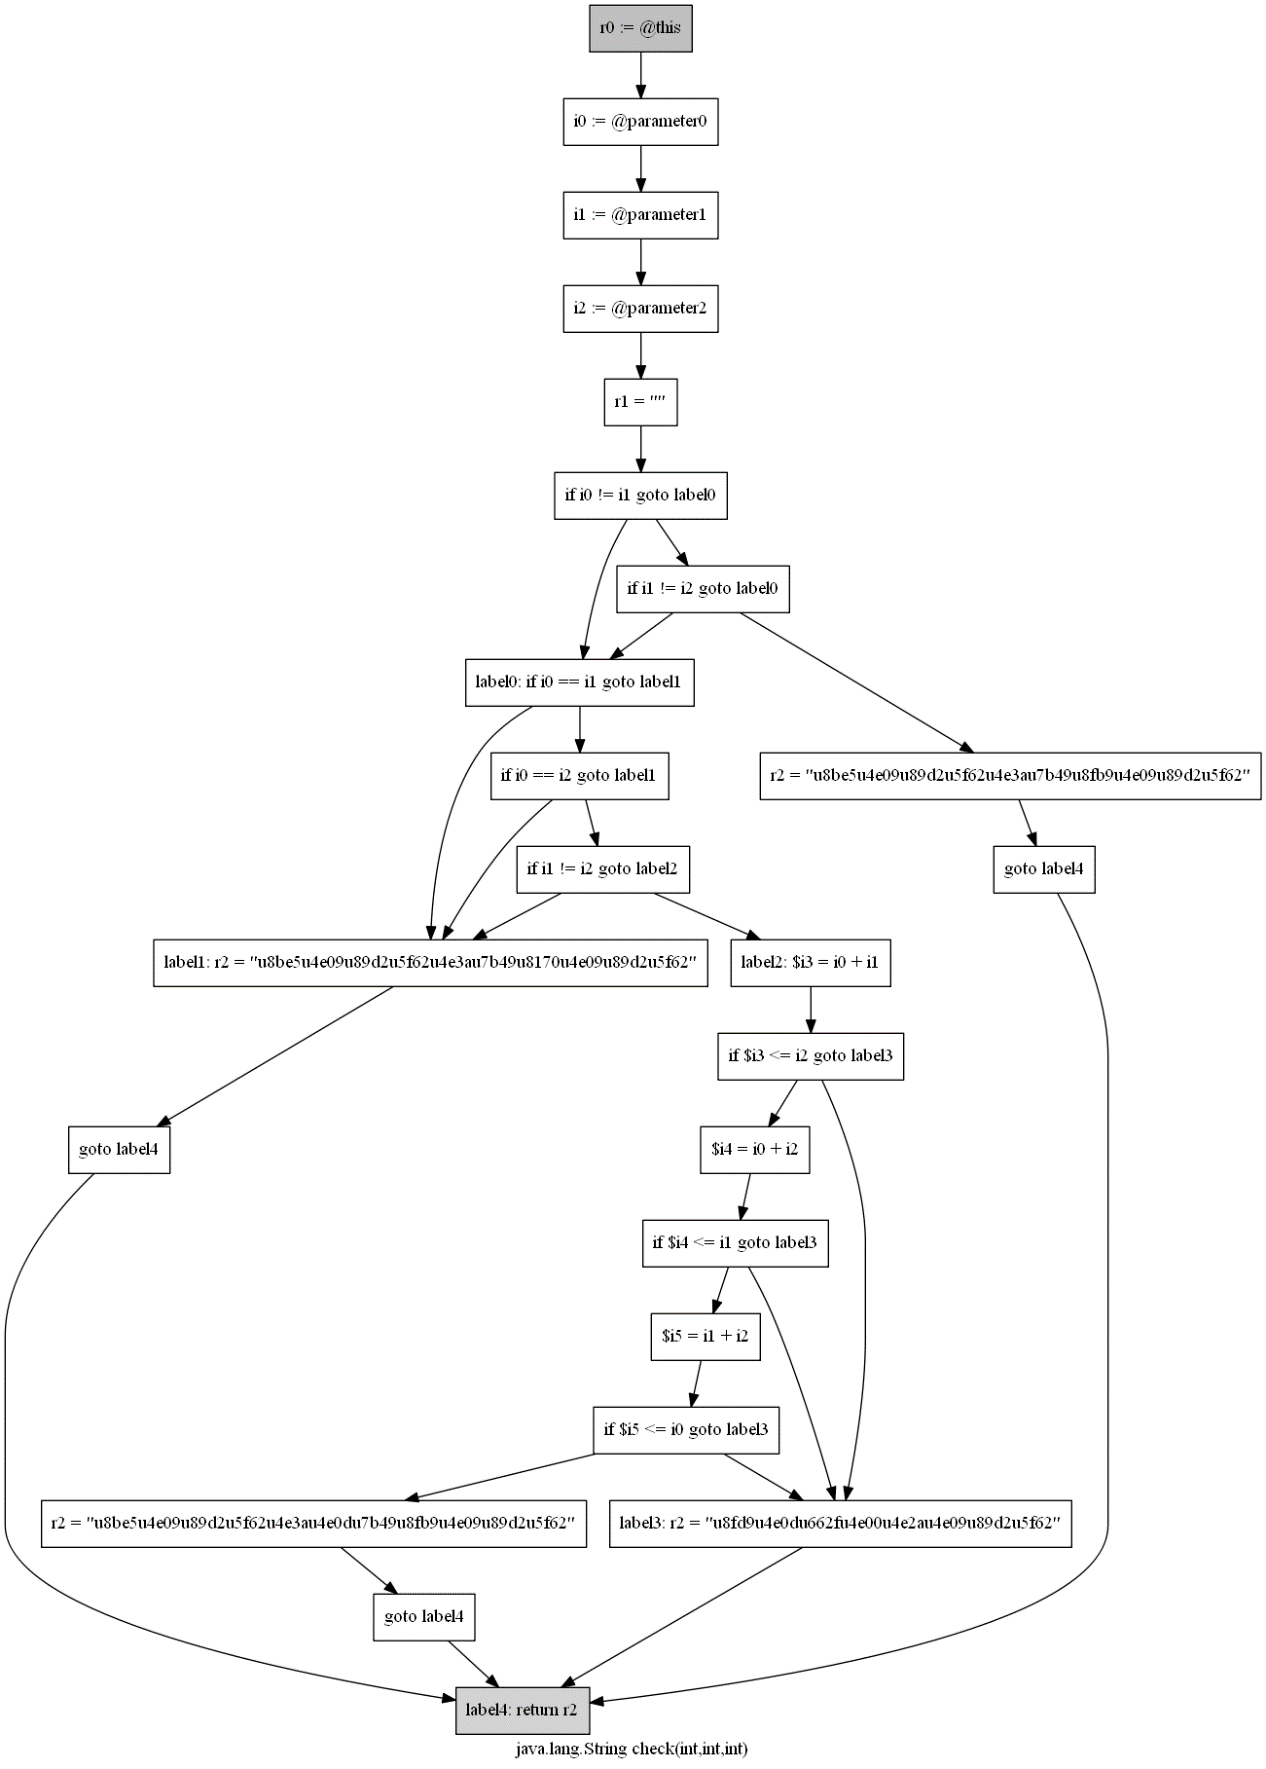 r0 := @this
i0 := @parameter0
i1 := @parameter1
i2 := @parameter2
r1 = ""
if i0 != i1 goto label0
if i1 != i2 goto label0
label0: if i0 == i1 goto label1
if i0 == i2 goto label1
r2 = "u8be5u4e09u89d2u5f62u4e3au7b49u8fb9u4e09u89d2u5f62"
if i1 != i2 goto label2
goto label4
label1: r2 = "u8be5u4e09u89d2u5f62u4e3au7b49u8170u4e09u89d2u5f62"
label2: $i3 = i0 + i1
if $i3 <= i2 goto label3
goto label4
$i4 = i0 + i2
if $i4 <= i1 goto label3
$i5 = i1 + i2
if $i5 <= i0 goto label3
r2 = "u8be5u4e09u89d2u5f62u4e3au4e0du7b49u8fb9u4e09u89d2u5f62"
label3: r2 = "u8fd9u4e0du662fu4e00u4e2au4e09u89d2u5f62"
goto label4
label4: return r2
java.lang.String check(int,int,int)